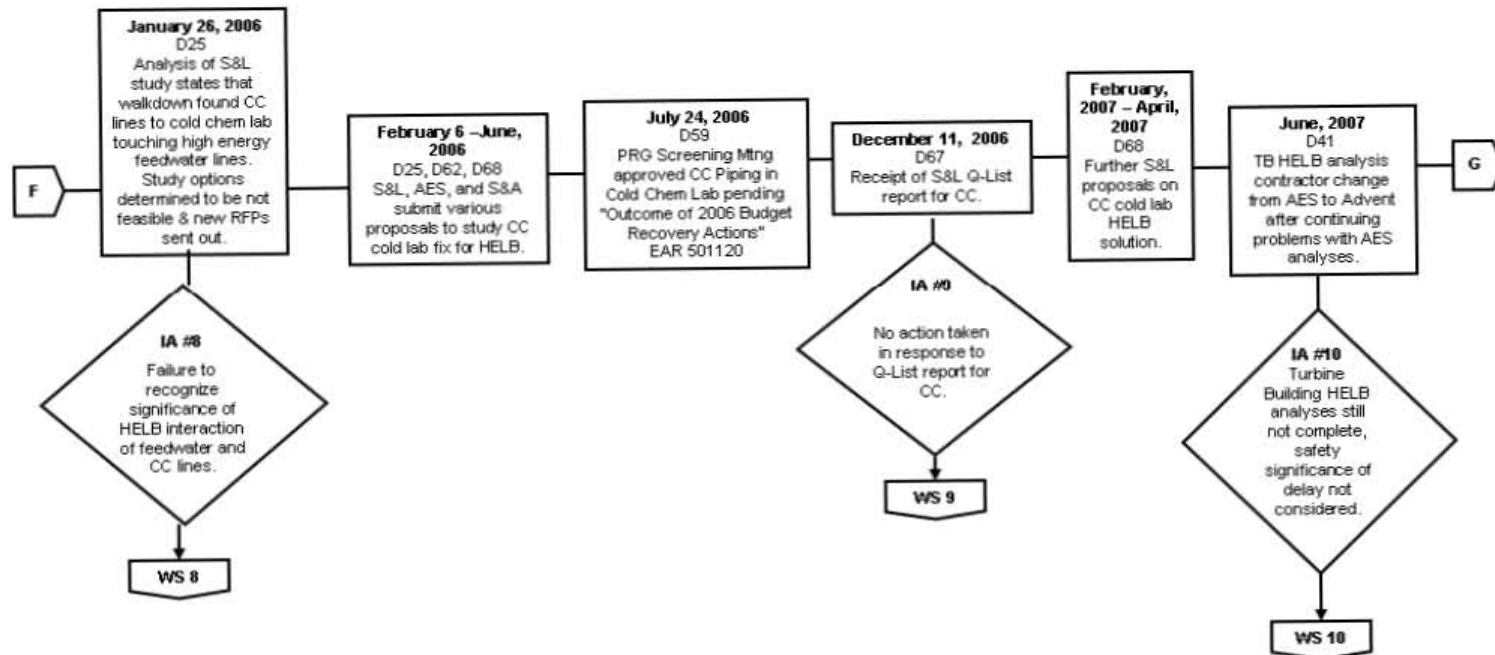 F
January 26, 2006
D25
Analysis of S&L
study states that
walkdown found CC
lines to cold chem lab
touching high energy
feedwater lines.
Study options
determined to be not
feasible & new RFPs
sent out.
February 6 –June,
2006
D25, D62, D68
S&L, AES, and S&A
submit various
proposals to study CC
cold lab fix for HELB.
July 24, 2006
D59
PRG Screening Mtng
approved CC Piping in
Cold Chem Lab pending
"Outcome of 2006 Budget
Recovery Actions"
EAR 501120
December 11, 2006
D67
Receipt of S&L Q-List
report for CC.
February,
2007 – April,
2007
D68
Further S&L
proposals on
CC cold lab
HELB
solution.
June, 2007
D41
TB HELB analysis
contractor change
from AES to Advent
after continuing
problems with AES
analyses.
G
IA #8
Failure to
recognize
significance of
HELB interaction
of feedwater and
CC lines.
WS 8
IA #9
No action taken
in response to
Q-List report for
CC.
WS 9
IA #10
Turbine
Building HELB
analyses still
not complete,
safety
significance of
delay not
considered.
WS 10